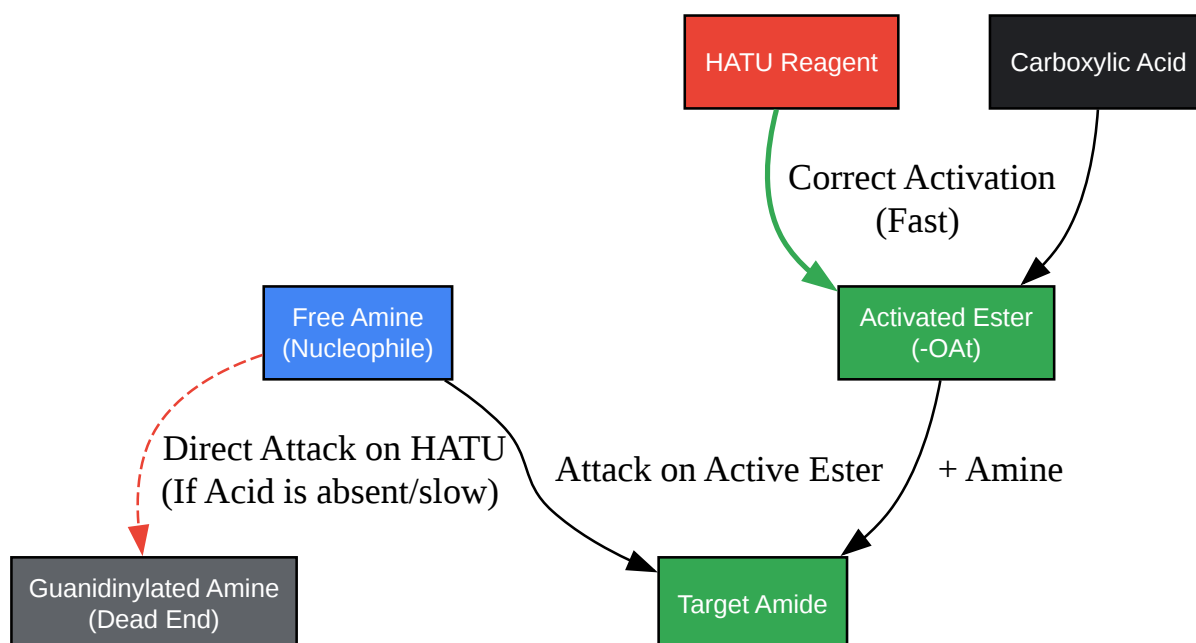 HATU Reagent
Carboxylic Acid
Correct Activation
(Fast)
Free Amine
(Nucleophile)
Activated Ester
(-OAt)
Direct Attack on HATU
(If Acid is absent/slow)
Attack on Active Ester
+ Amine
Guanidinylated Amine
(Dead End)
Target Amide